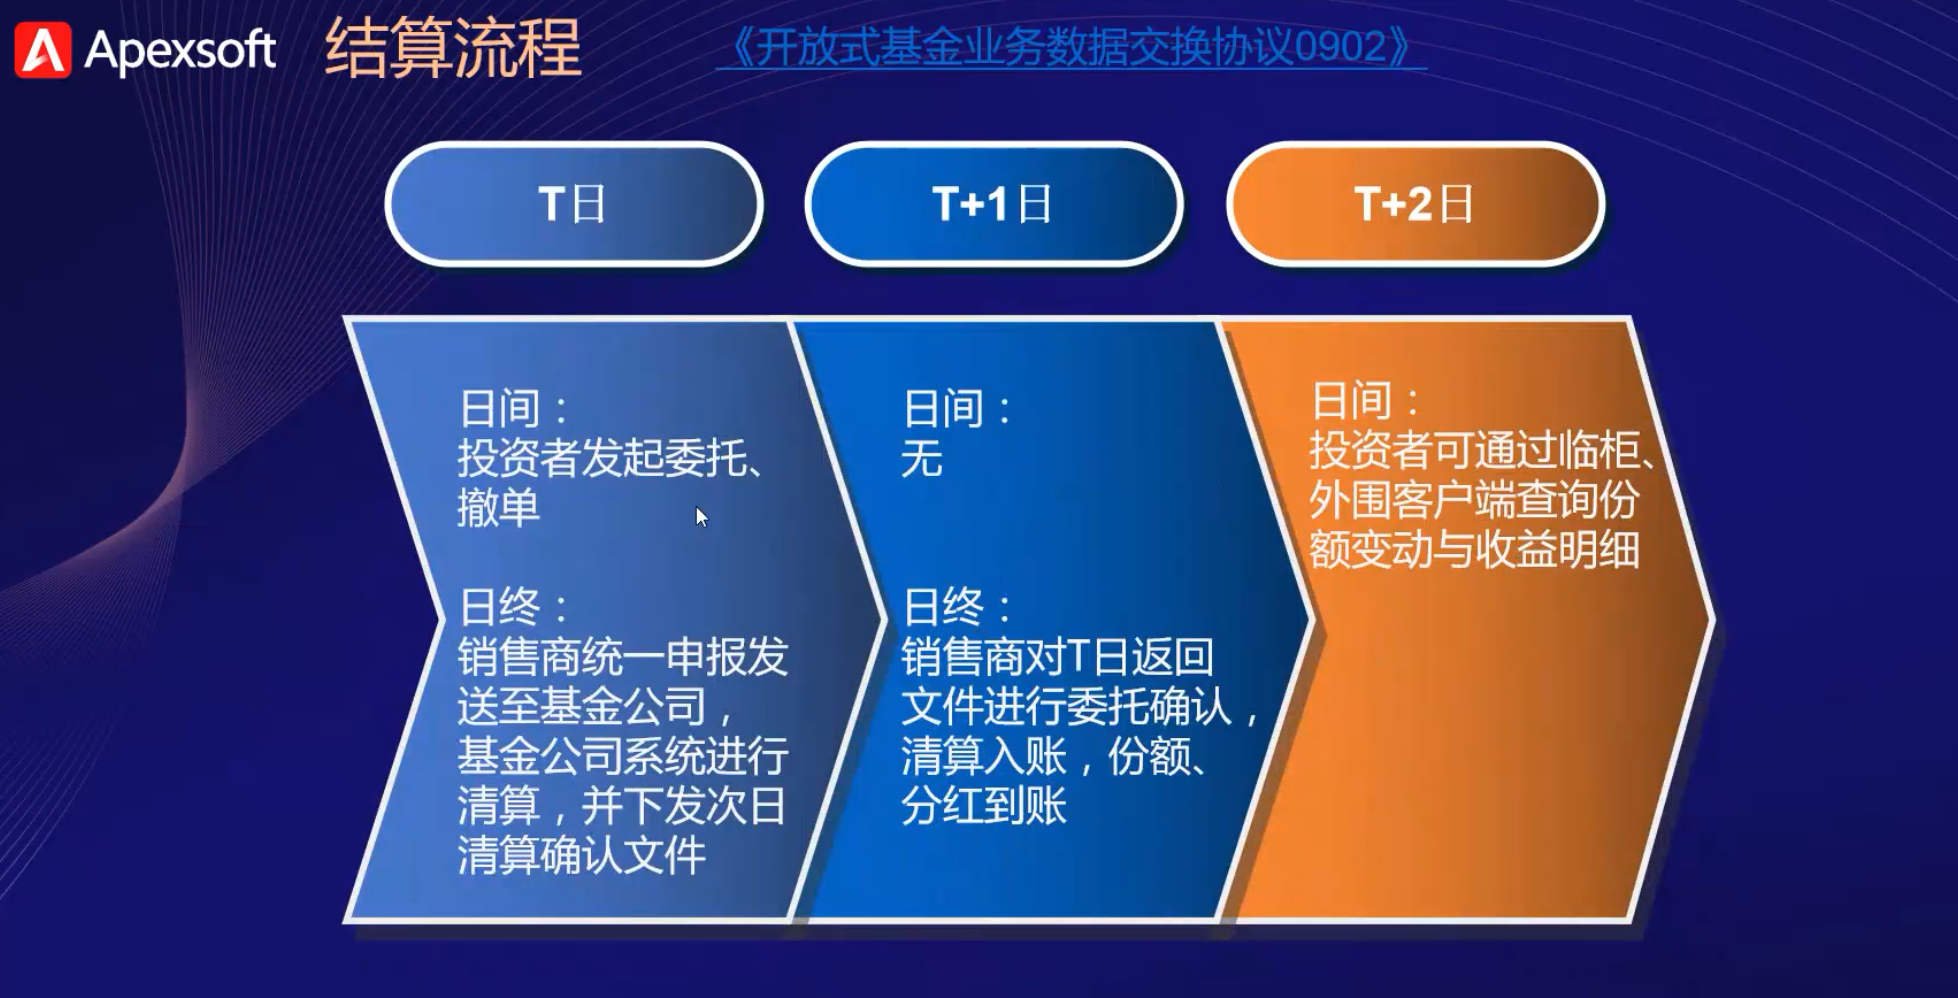 Apexsoft
结算流程
《开放式基金业务数据交换协议0902》
T日
T+1日
T+2日
日间：
投资者发起委托、
撤单
日终：
销售商统一申报发
送至基金公司，
基金公司系统进行
清算，并下发次日
清算确认文件
日间：
无
日终：
销售商对T日返回
文件进行委托确认，
清算入账，份额、
分红到账
日间：
投资者可通过临柜、
外围客户端查询份
额变动与收益明细